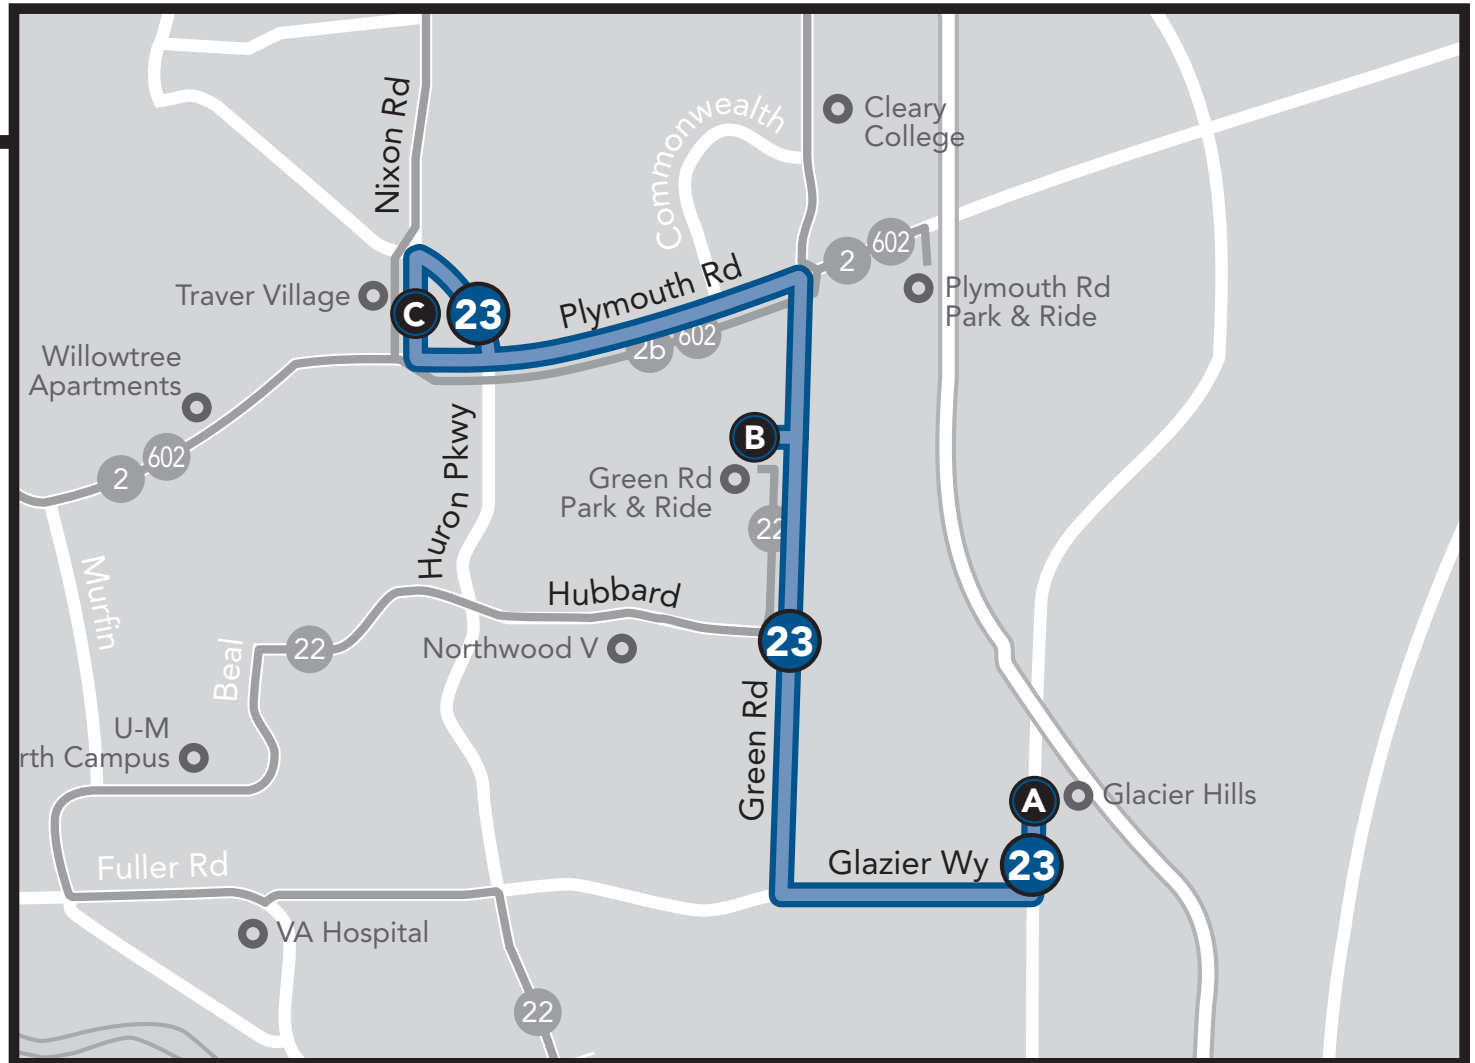 Nixon Rd
Commonwealth
Cleary
College
602
2
Traver Village
C
23
Plymouth Rd
Plymouth Rd
Park & Ride
2b
602
Willowtree
Apartments
602
2
Huron Pkwy
B
Green Rd
Park & Ride
22
Murfin
Hubbard
Beal
22
Northwood V
23
Green Rd
U-M
rth Campus
A
Glacier Hills
Fuller Rd
Glazier Wy
23
VA Hospital
22